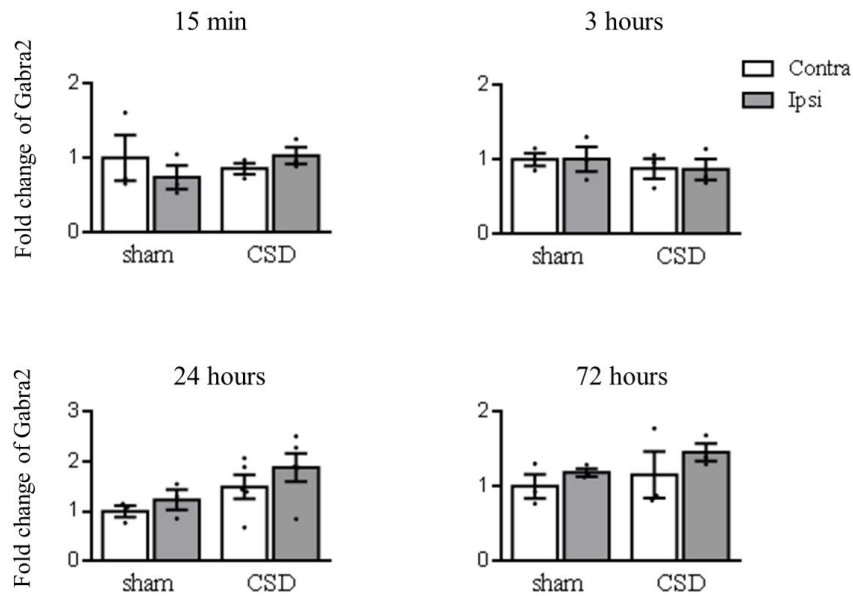 15 min
3 hours
Fold change of Gabra2
2
1
0
sham CSD
2
1
0
sham CSD
Contra
Ipsi
24 hours
72 hours
Fold change of Gabra2
3
2
1
0
sham CSD
2
1
0
sham CSD